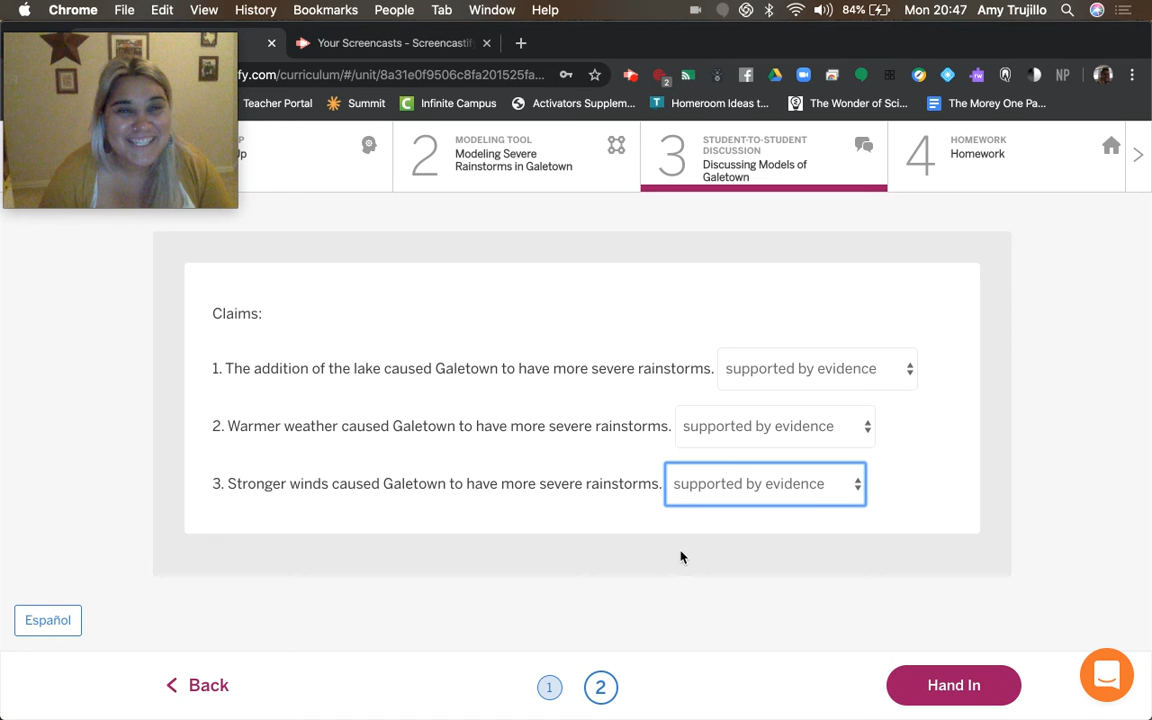 Chrome File Edit View History Bookmarks People Tab Window Help 84% Mon 20:47 Amy Trujillo
Your Screencasts - Screencastify
fy.com/curriculum/#/unit/8a31e0f9506c8fa201525fa... 2 NP
Teacher Portal Summit Infinite Campus Activators Supplem... Homeroom Ideas t... The Wonder of Sci... The Morey One Pa...
2 MODELING TOOL
Modeling Severe
Rainstorms in Galetown
3 STUDENT-TO-STUDENT
DISCUSSION
Discussing Models of
Galetown
4 HOMEWORK
Homework
Claims:
1. The addition of the lake caused Galetown to have more severe rainstorms. supported by evidence
2. Warmer weather caused Galetown to have more severe rainstorms. supported by evidence
3. Stronger winds caused Galetown to have more severe rainstorms. supported by evidence
Español
Back 1 2 Hand In